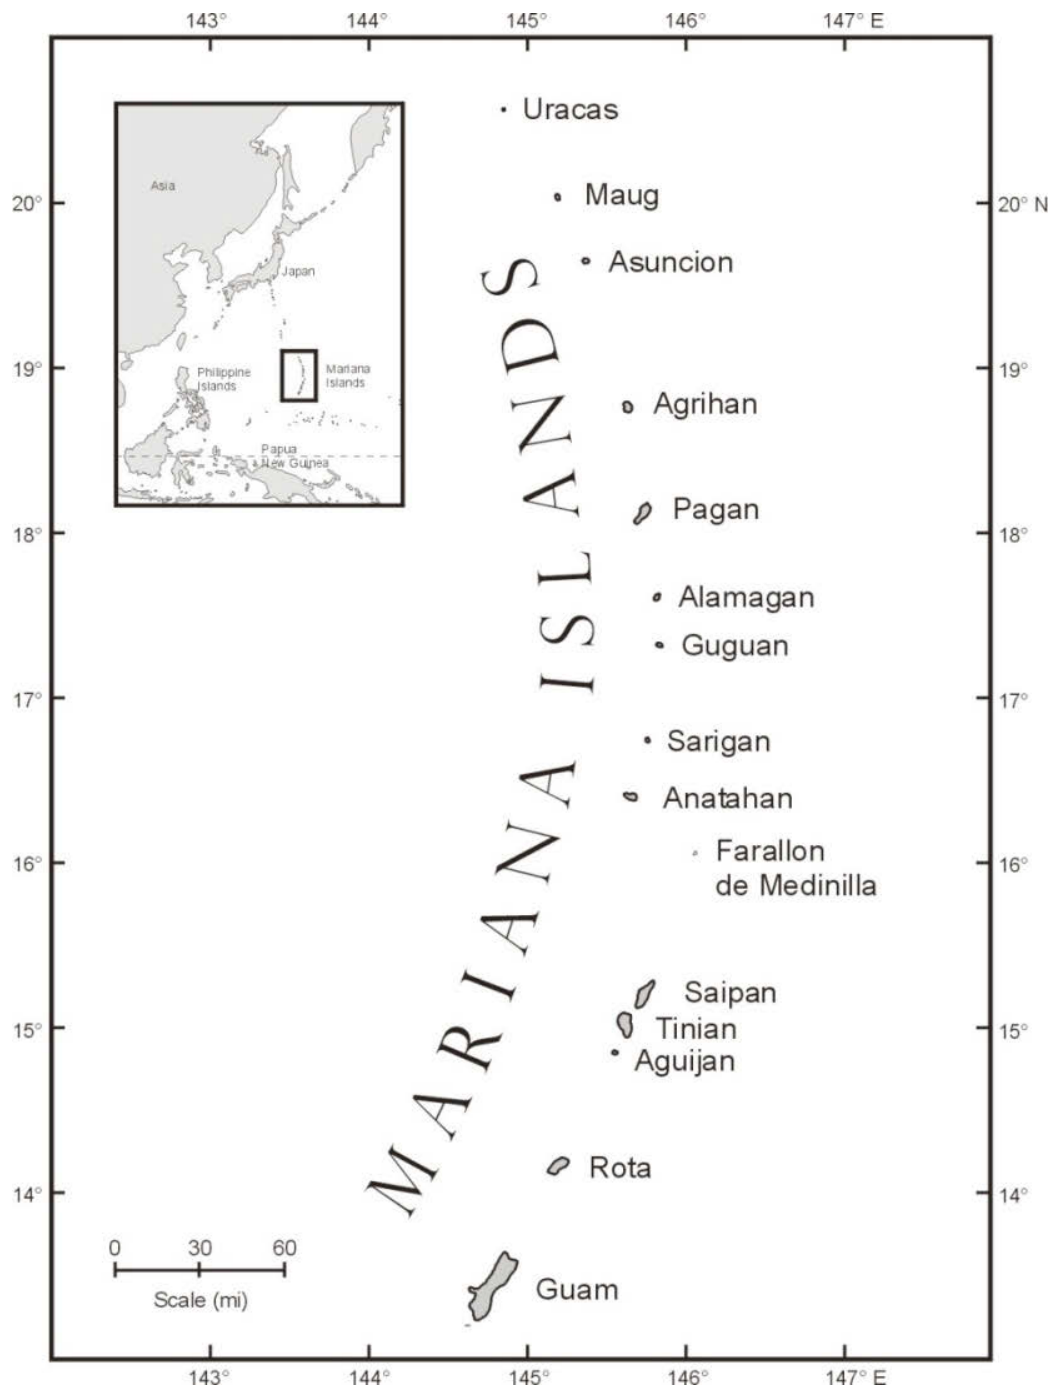 143°
144°
145°
146°
147° E
Uracas
Maug
20°
20° N
Asuncion
Asia
Japan
19°
19°
Philippine
Islands
Mariana
Islands
Agrihan
Papua
New Guinea
Pagan
18°
18°
Alamagan
Guguan
MARIANA ISLANDS
17°
17°
Sarigan
Anatahan
16°
16°
Farallon
de Medinilla
Saipan
15°
15°
Tinian
Aguijan
Rota
14°
14°
0 30 60
Scale (mi)
Guam
143°
144°
145°
146°
147° E